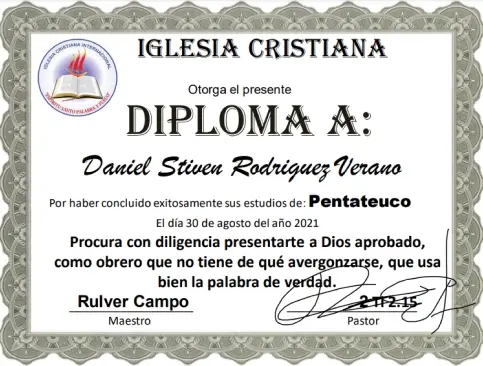 IGLESIA CRISTIANA INTERNACIONAL
IGLESIA CRISTIANA
Otorga el presente
DIPLOMA A:
Daniel Stiven Rodriguez Verano
Por haber concluido exitosamente sus estudios de: Pentateuco
El día 30 de agosto del año 2021
Procura con diligencia presentarte a Dios aprobado,
como obrero que no tiene de qué avergonzarse, que usa
bien la palabra de verdad.
2 TI 2.15
Rulver Campo
Maestro
Pastor